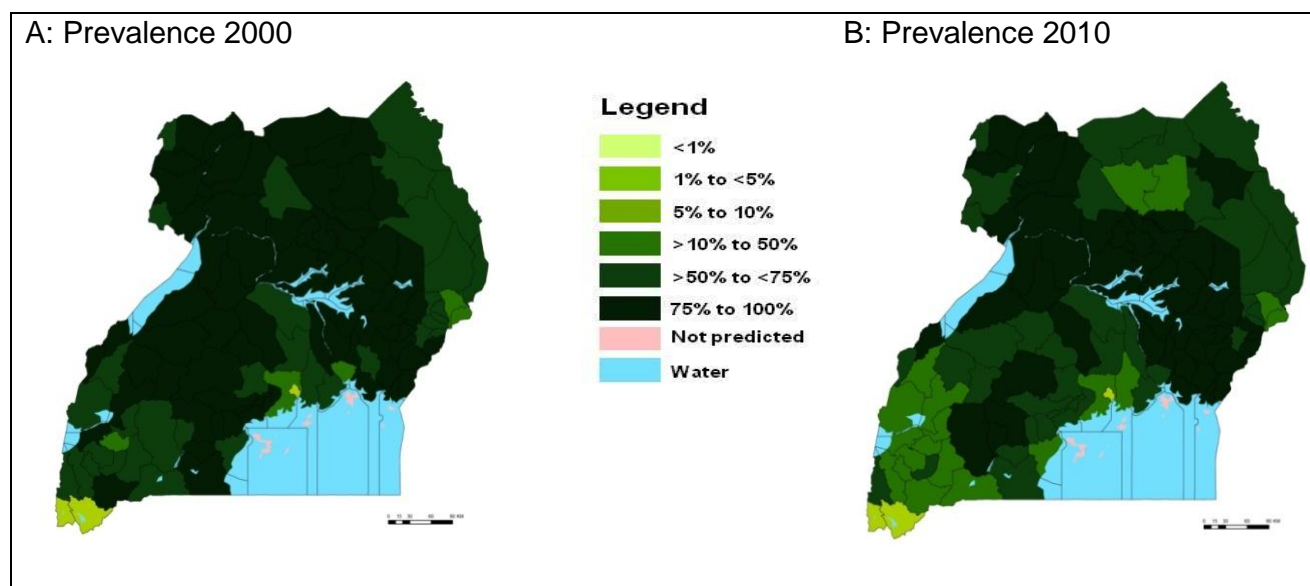 A: Prevalence 2000
B: Prevalence 2010
Legend
<1%
1% to <5%
5% to 10%
>10% to 50%
>50% to <75%
75% to 100%
Not predicted
Water